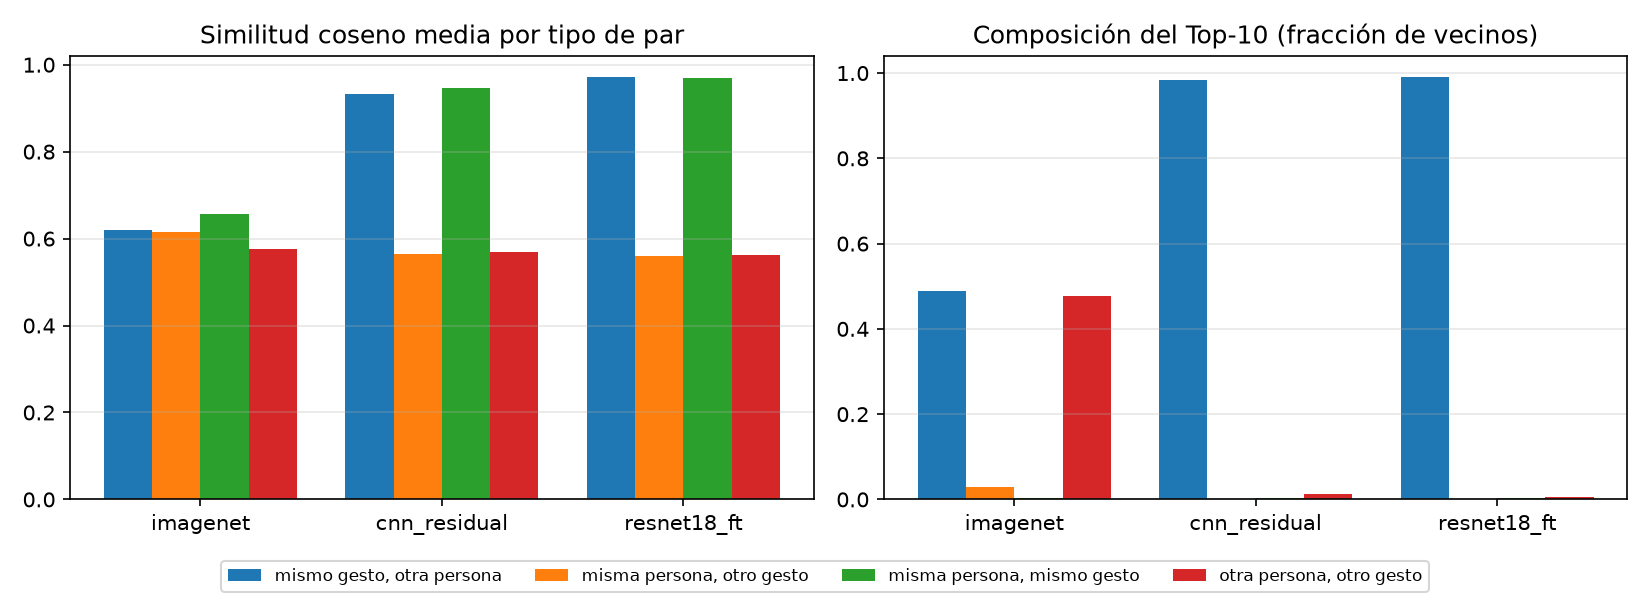 Similitud coseno media por tipo de par
1.0
0.8
0.6
0.4
0.2
0.0
imagenet cnn_residual resnet18_ft
Composición del Top-10 (fracción de vecinos)
1.0
0.8
0.6
0.4
0.2
0.0
imagenet cnn_residual resnet18_ft
mismo gesto, otra persona misma persona, otro gesto misma persona, mismo gesto otra persona, otro gesto